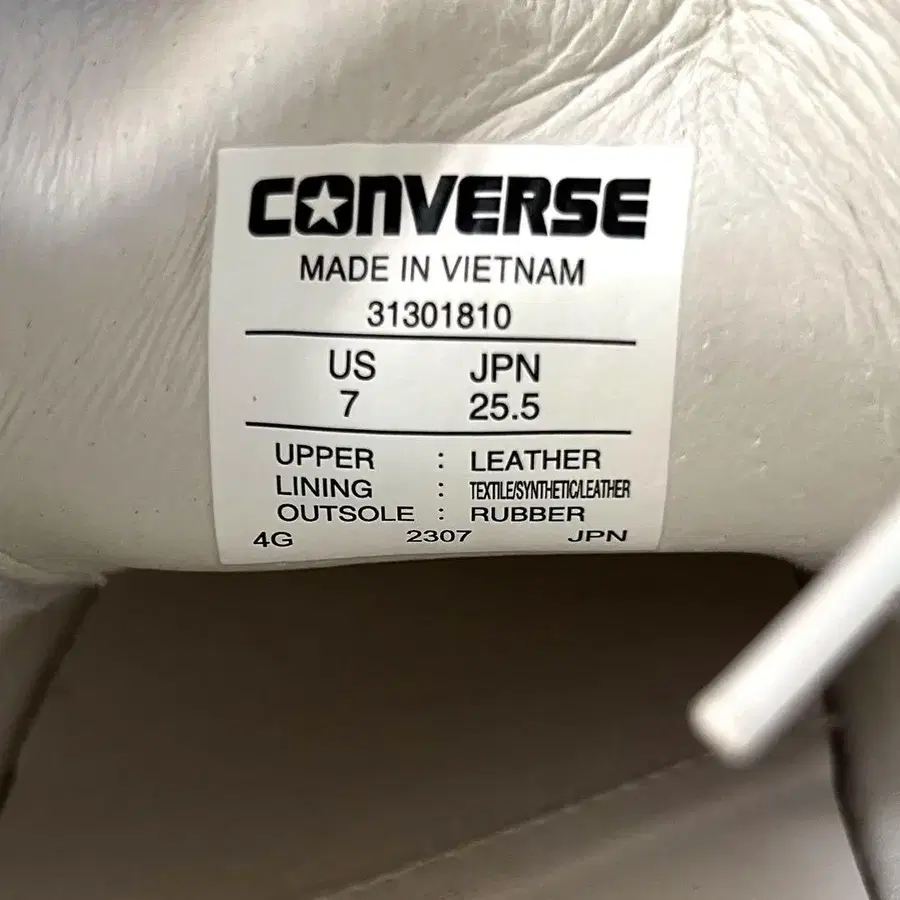 CONVERSE
MADE IN VIETNAM
31301810
US JPN
7 25.5
UPPER : LEATHER
LINING : TEXTILE/SYNTHETIC/LEATHER
OUTSOLE : RUBBER
4G 2307 JPN